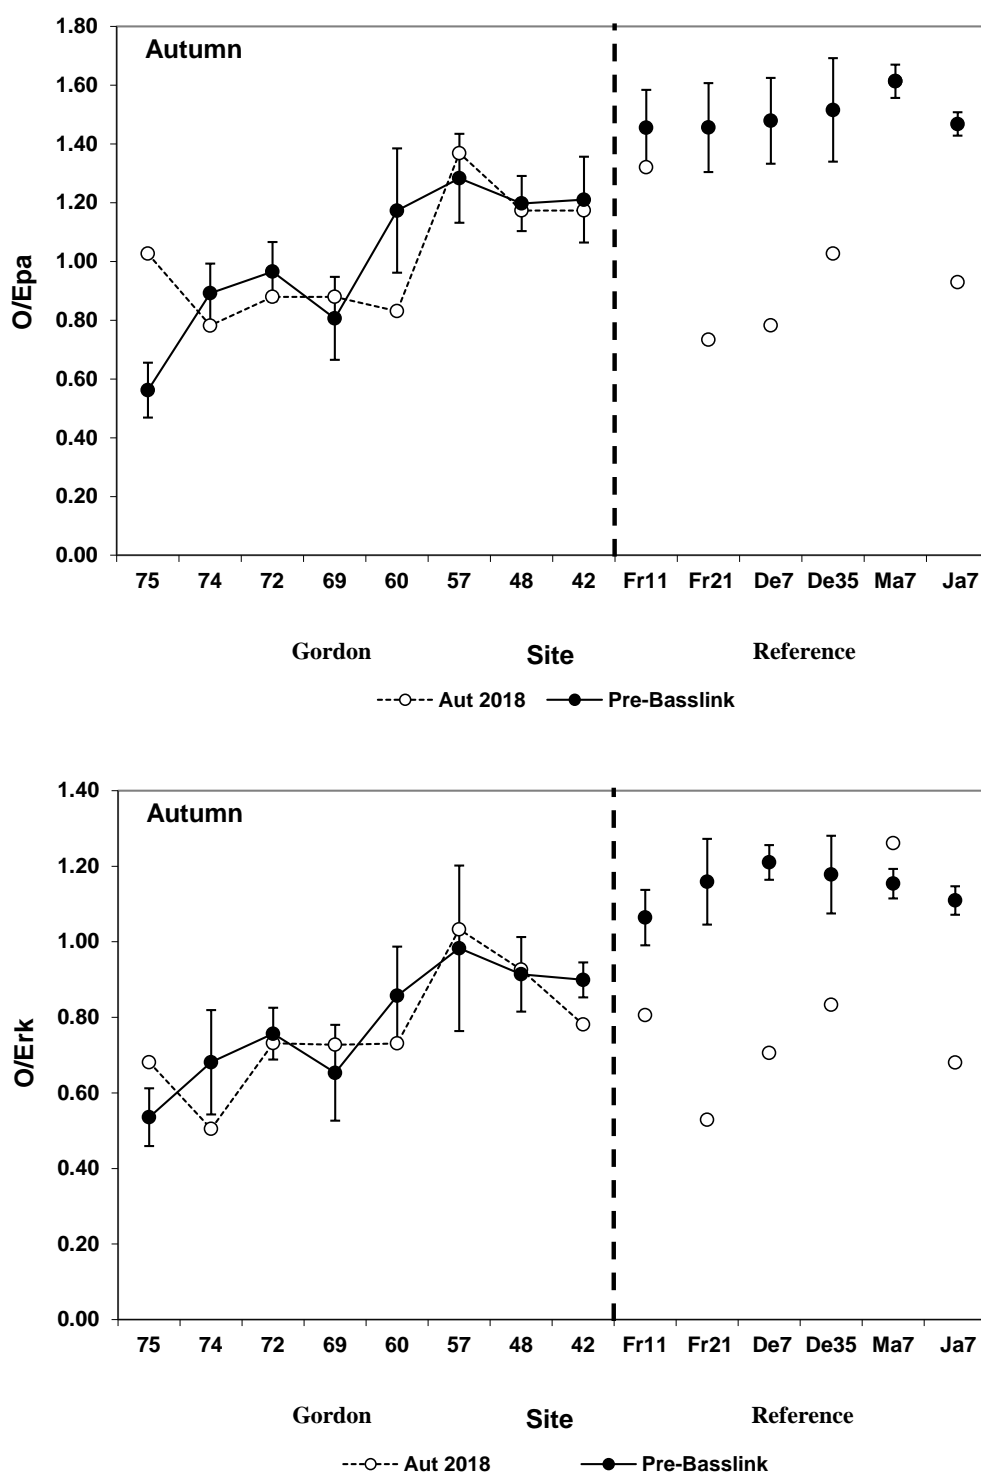 Autumn
1.80
1.60
1.40
1.20
1.00
0.80
0.60
0.40
0.20
0.00
O/Epa
75 74 72 69 60 57 48 42 Fr11 Fr21 De7 De35 Ma7 Ja7
Gordon Site Reference
Aut 2018 Pre-Basslink
Autumn
1.40
1.20
1.00
0.80
0.60
0.40
0.20
0.00
O/Erk
75 74 72 69 60 57 48 42 Fr11 Fr21 De7 De35 Ma7 Ja7
Gordon Site Reference
Aut 2018 Pre-Basslink